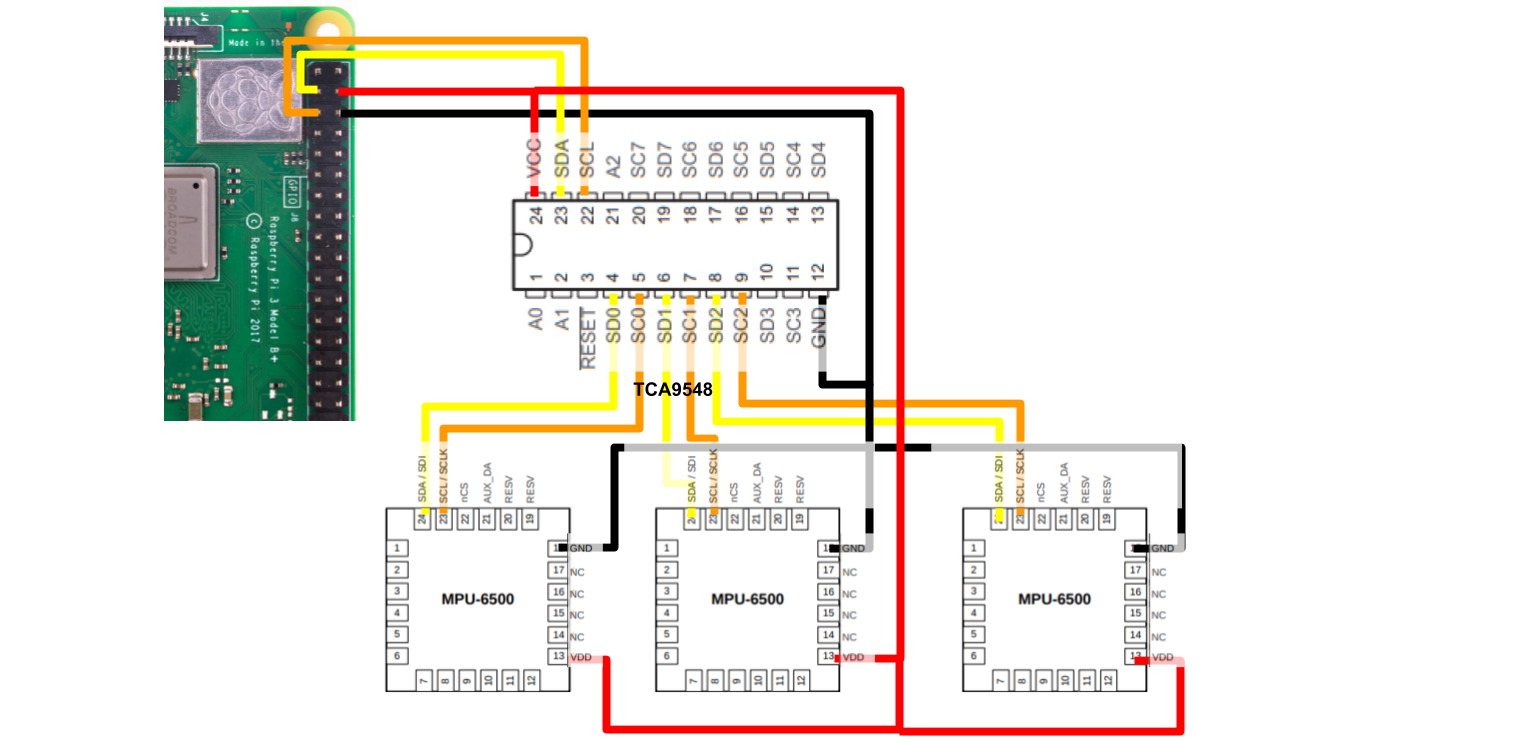 J4
Made in the
BROADCOM
GPIO
J8
Raspberry Pi 3 Model B+
© Raspberry Pi 2017
VCC SDA SCL A2 SC7 SD7 SC6 SD6 SC5 SD5 SC4 SD4
24 23 22 21 20 19 18 17 16 15 14 13
1 2 3 4 5 6 7 8 9 10 11 12
A0 A1 RESET SD0 SC0 SD1 SC1 SD2 SC2 SD3 SC3 GND
TCA9548
SDA / SDI SCL / SCLK nCS AUX_DA RESV RESV
24 23 22 21 20 19
1 GND
2 17 NC
3 16 NC
MPU-6500
4 15 NC
5 14 NC
6 13 VDD
7 8 9 10 11 12
SDA / SDI SCL / SCLK nCS AUX_DA RESV RESV
23 22 21 20 19
1 GND
2 17 NC
3 16 NC
MPU-6500
4 15 NC
5 14 NC
6 13 VDD
7 8 9 10 11 12
SDA / SDI SCL / SCLK nCS AUX_DA RESV RESV
23 22 21 20 19
1 GND
2 17 NC
3 16 NC
MPU-6500
4 15 NC
5 14 NC
6 13 VDD
7 8 9 10 11 12